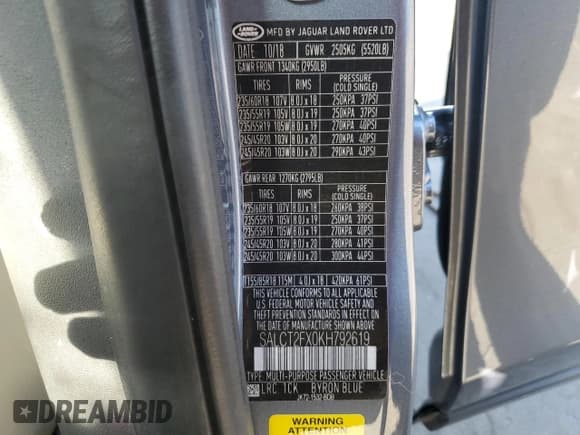 LAND ROVER MFD BY JAGUAR LAND ROVER LTD
DATE 10/18 GVWR 2505KG (5520LB)
GAWR FRONT 1340KG (2950LB)
TIRES RIMS PRESSURE (COLD SINGLE)
235/60R18 107V 8.0J x 18 250KPA 37PSI
235/55R19 105V 8.0J x 19 250KPA 37PSI
235/55R19 105W 8.0J x 19 270KPA 40PSI
245/45R20 103V 8.0J x 20 270KPA 40PSI
245/45R20 103W 8.0J x 20 290KPA 43PSI
GAWR REAR 1270KG (2795LB)
TIRES RIMS PRESSURE (COLD SINGLE)
235/60R18 107V 8.0J x 18 260KPA 38PSI
235/55R19 105V 8.0J x 19 250KPA 37PSI
235/55R19 105W 8.0J x 19 270KPA 40PSI
245/45R20 103V 8.0J x 20 280KPA 41PSI
245/45R20 103W 8.0J x 20 300KPA 44PSI
T155/85R18 115M 4.0J x 18 420KPA 61PSI
THIS VEHICLE CONFORMS TO ALL APPLICABLE
U.S. FEDERAL MOTOR VEHICLE SAFETY AND
THEFT PREVENTION STANDARDS IN EFFECT ON
THE DATE OF MANUFACTURE SHOWN ABOVE
SALCT2FX0KH792619
TYPE: MULTI-PURPOSE PASSENGER VEHICLE
LRC 1CK BYRON BLUE
WARNING
ATTENTION
DREAMBID
.com